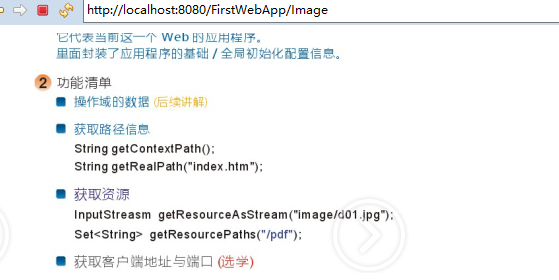 http://localhost:8080/FirstWebApp/Image
它代表当前这一个 Web 的应用程序。
里面封装了应用程序的基础 / 全局初始化配置信息。
2 功能清单
操作域的数据 (后续讲解)
获取路径信息
String getContextPath();
String getRealPath("index.htm");
获取资源
InputStreasm getResourceAsStream("image/d01.jpg");
Set<String> getResourcePaths("/pdf");
获取客户端地址与端口 (选学)